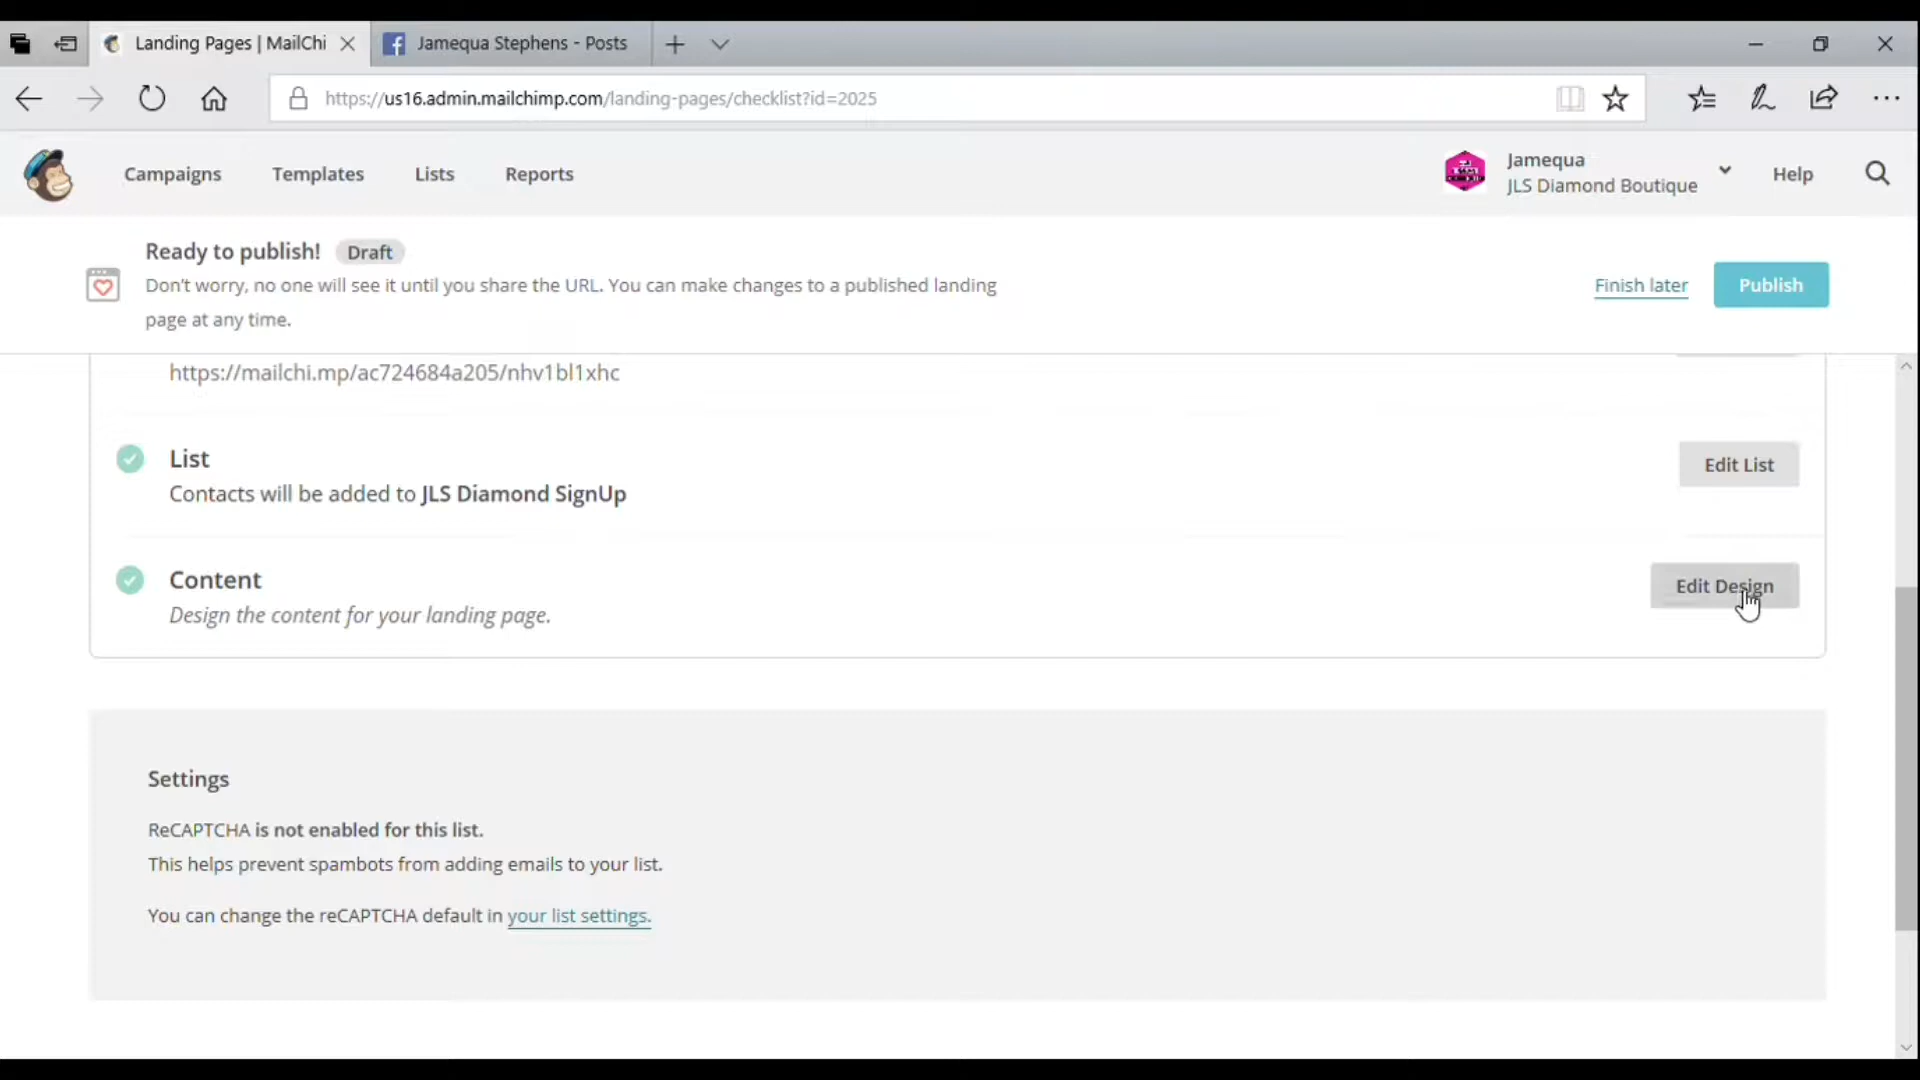 Landing Pages | MailChi
Jamequa Stephens - Posts
https://us16.admin.mailchimp.com/landing-pages/checklist?id=2025
Campaigns
Templates
Lists
Reports
Jamequa
JLS Diamond Boutique
Help
Ready to publish!
Draft
Don't worry, no one will see it until you share the URL. You can make changes to a published landing
page at any time.
Finish later
Publish
https://mailchi.mp/ac724684a205/nhv1bl1xhc
List
Contacts will be added to JLS Diamond SignUp
Edit List
Content
Design the content for your landing page.
Edit Design
Settings
ReCAPTCHA is not enabled for this list.
This helps prevent spambots from adding emails to your list.
You can change the reCAPTCHA default in your list settings.